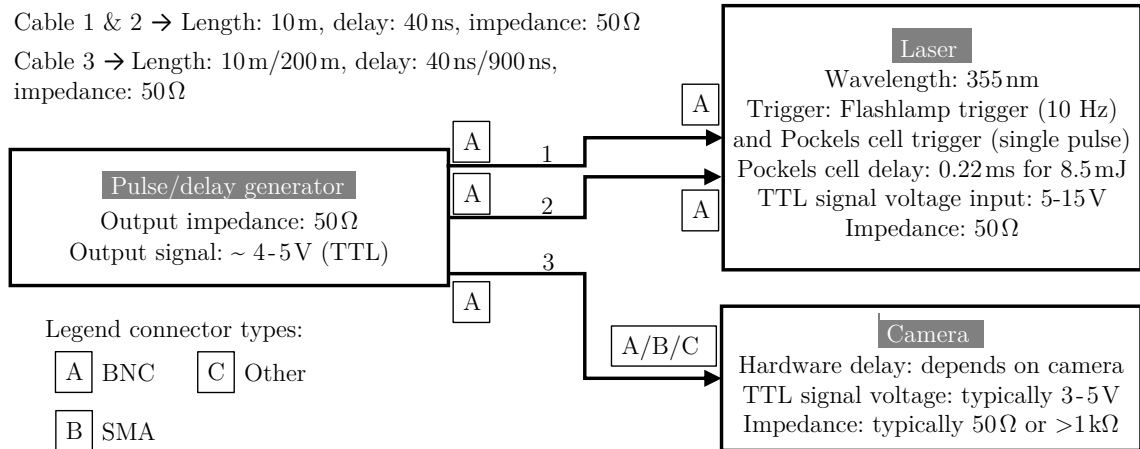 Cable 1 & 2 → Length: 10 m, delay: 40 ns, impedance: 50 Ω
Cable 3 → Length: 10 m/200 m, delay: 40 ns/900 ns,
impedance: 50 Ω
Pulse/delay generator
Output impedance: 50 Ω
Output signal: ~ 4-5 V (TTL)
A
1
A
A
2
A
3
A
A/B/C
Laser
Wavelength: 355 nm
Trigger: Flashlamp trigger (10 Hz)
and Pockels cell trigger (single pulse)
Pockels cell delay: 0.22 ms for 8.5 mJ
TTL signal voltage input: 5-15 V
Impedance: 50 Ω
Camera
Hardware delay: depends on camera
TTL signal voltage: typically 3-5 V
Impedance: typically 50 Ω or >1 kΩ
Legend connector types:
A BNC C Other
B SMA